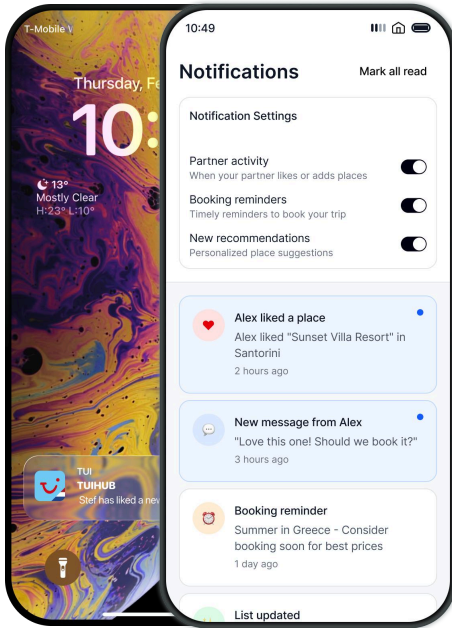 T-Mobile
Thursday,
10:
13°
Mostly Clear
H:23° L:10°
TUI
TUIHUB
Stef has liked a new
10:49
Notifications
Mark all read
Notification Settings
Partner activity
When your partner likes or adds places
Booking reminders
Timely reminders to book your trip
New recommendations
Personalized place suggestions
Alex liked a place
Alex liked "Sunset Villa Resort" in
Santorini
2 hours ago
New message from Alex
"Love this one! Should we book it?"
3 hours ago
Booking reminder
Summer in Greece - Consider
booking soon for best prices
1 day ago
List updated